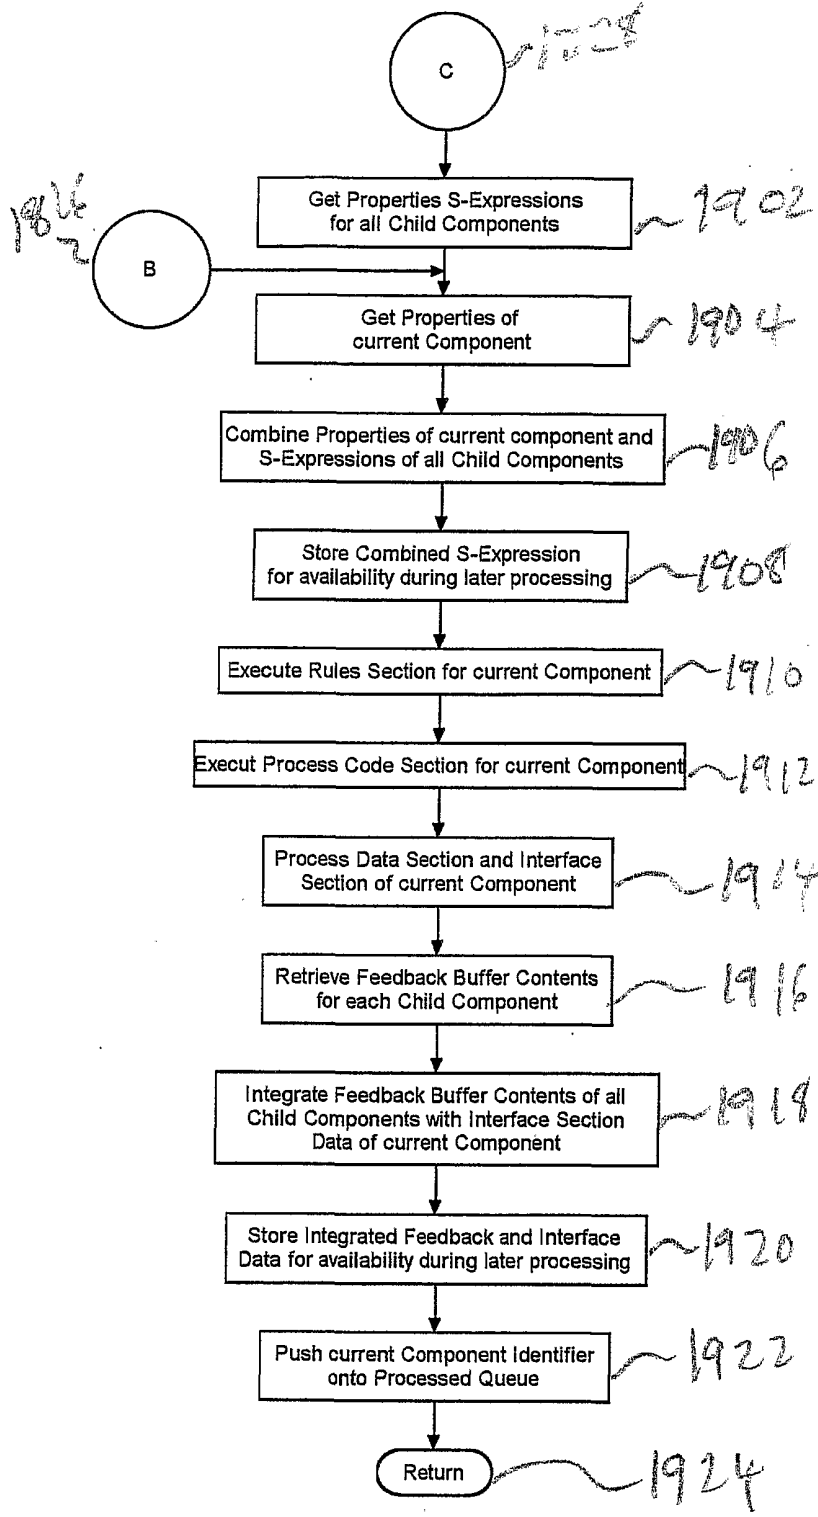 C
Get Properties S-Expressions
for all Child Components
1902
1826
B
Get Properties of
current Component
1904
Combine Properties of current component and
S-Expressions of all Child Components
1906
Store Combined S-Expression
for availability during later processing
1908
Execute Rules Section for current Component
1910
Execut Process Code Section for current Component
1912
Process Data Section and Interface
Section of current Component
1914
Retrieve Feedback Buffer Contents
for each Child Component
1916
Integrate Feedback Buffer Contents of all
Child Components with Interface Section
Data of current Component
1918
Store Integrated Feedback and Interface
Data for availability during later processing
1920
Push current Component Identifier
onto Processed Queue
1922
Return
1924